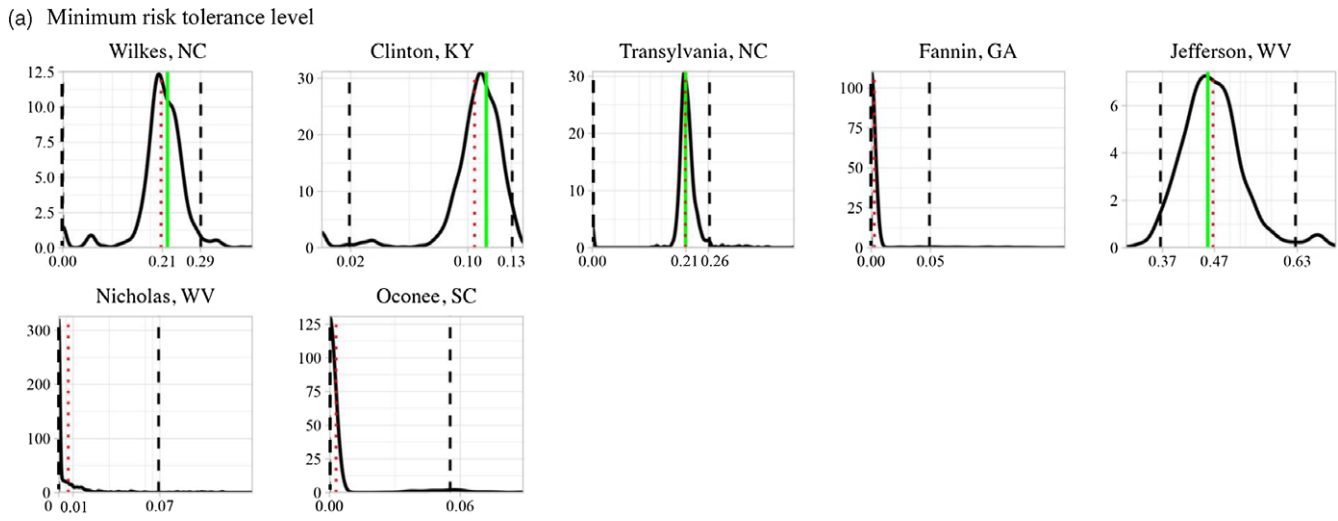 (a) Minimum risk tolerance level
Wilkes, NC
12.5
10.0
7.5
5.0
2.5
0.0
0.00 0.21 0.29
Clinton, KY
30
20
10
0
0.02 0.10 0.13
Transylvania, NC
30
20
10
0
0.00 0.21 0.26
Fannin, GA
100
75
50
25
0
0.00 0.05
Jefferson, WV
6
4
2
0
0.37 0.47 0.63
Nicholas, WV
300
200
100
0
0 0.01 0.07
Oconee, SC
125
100
75
50
25
0
0.00 0.06